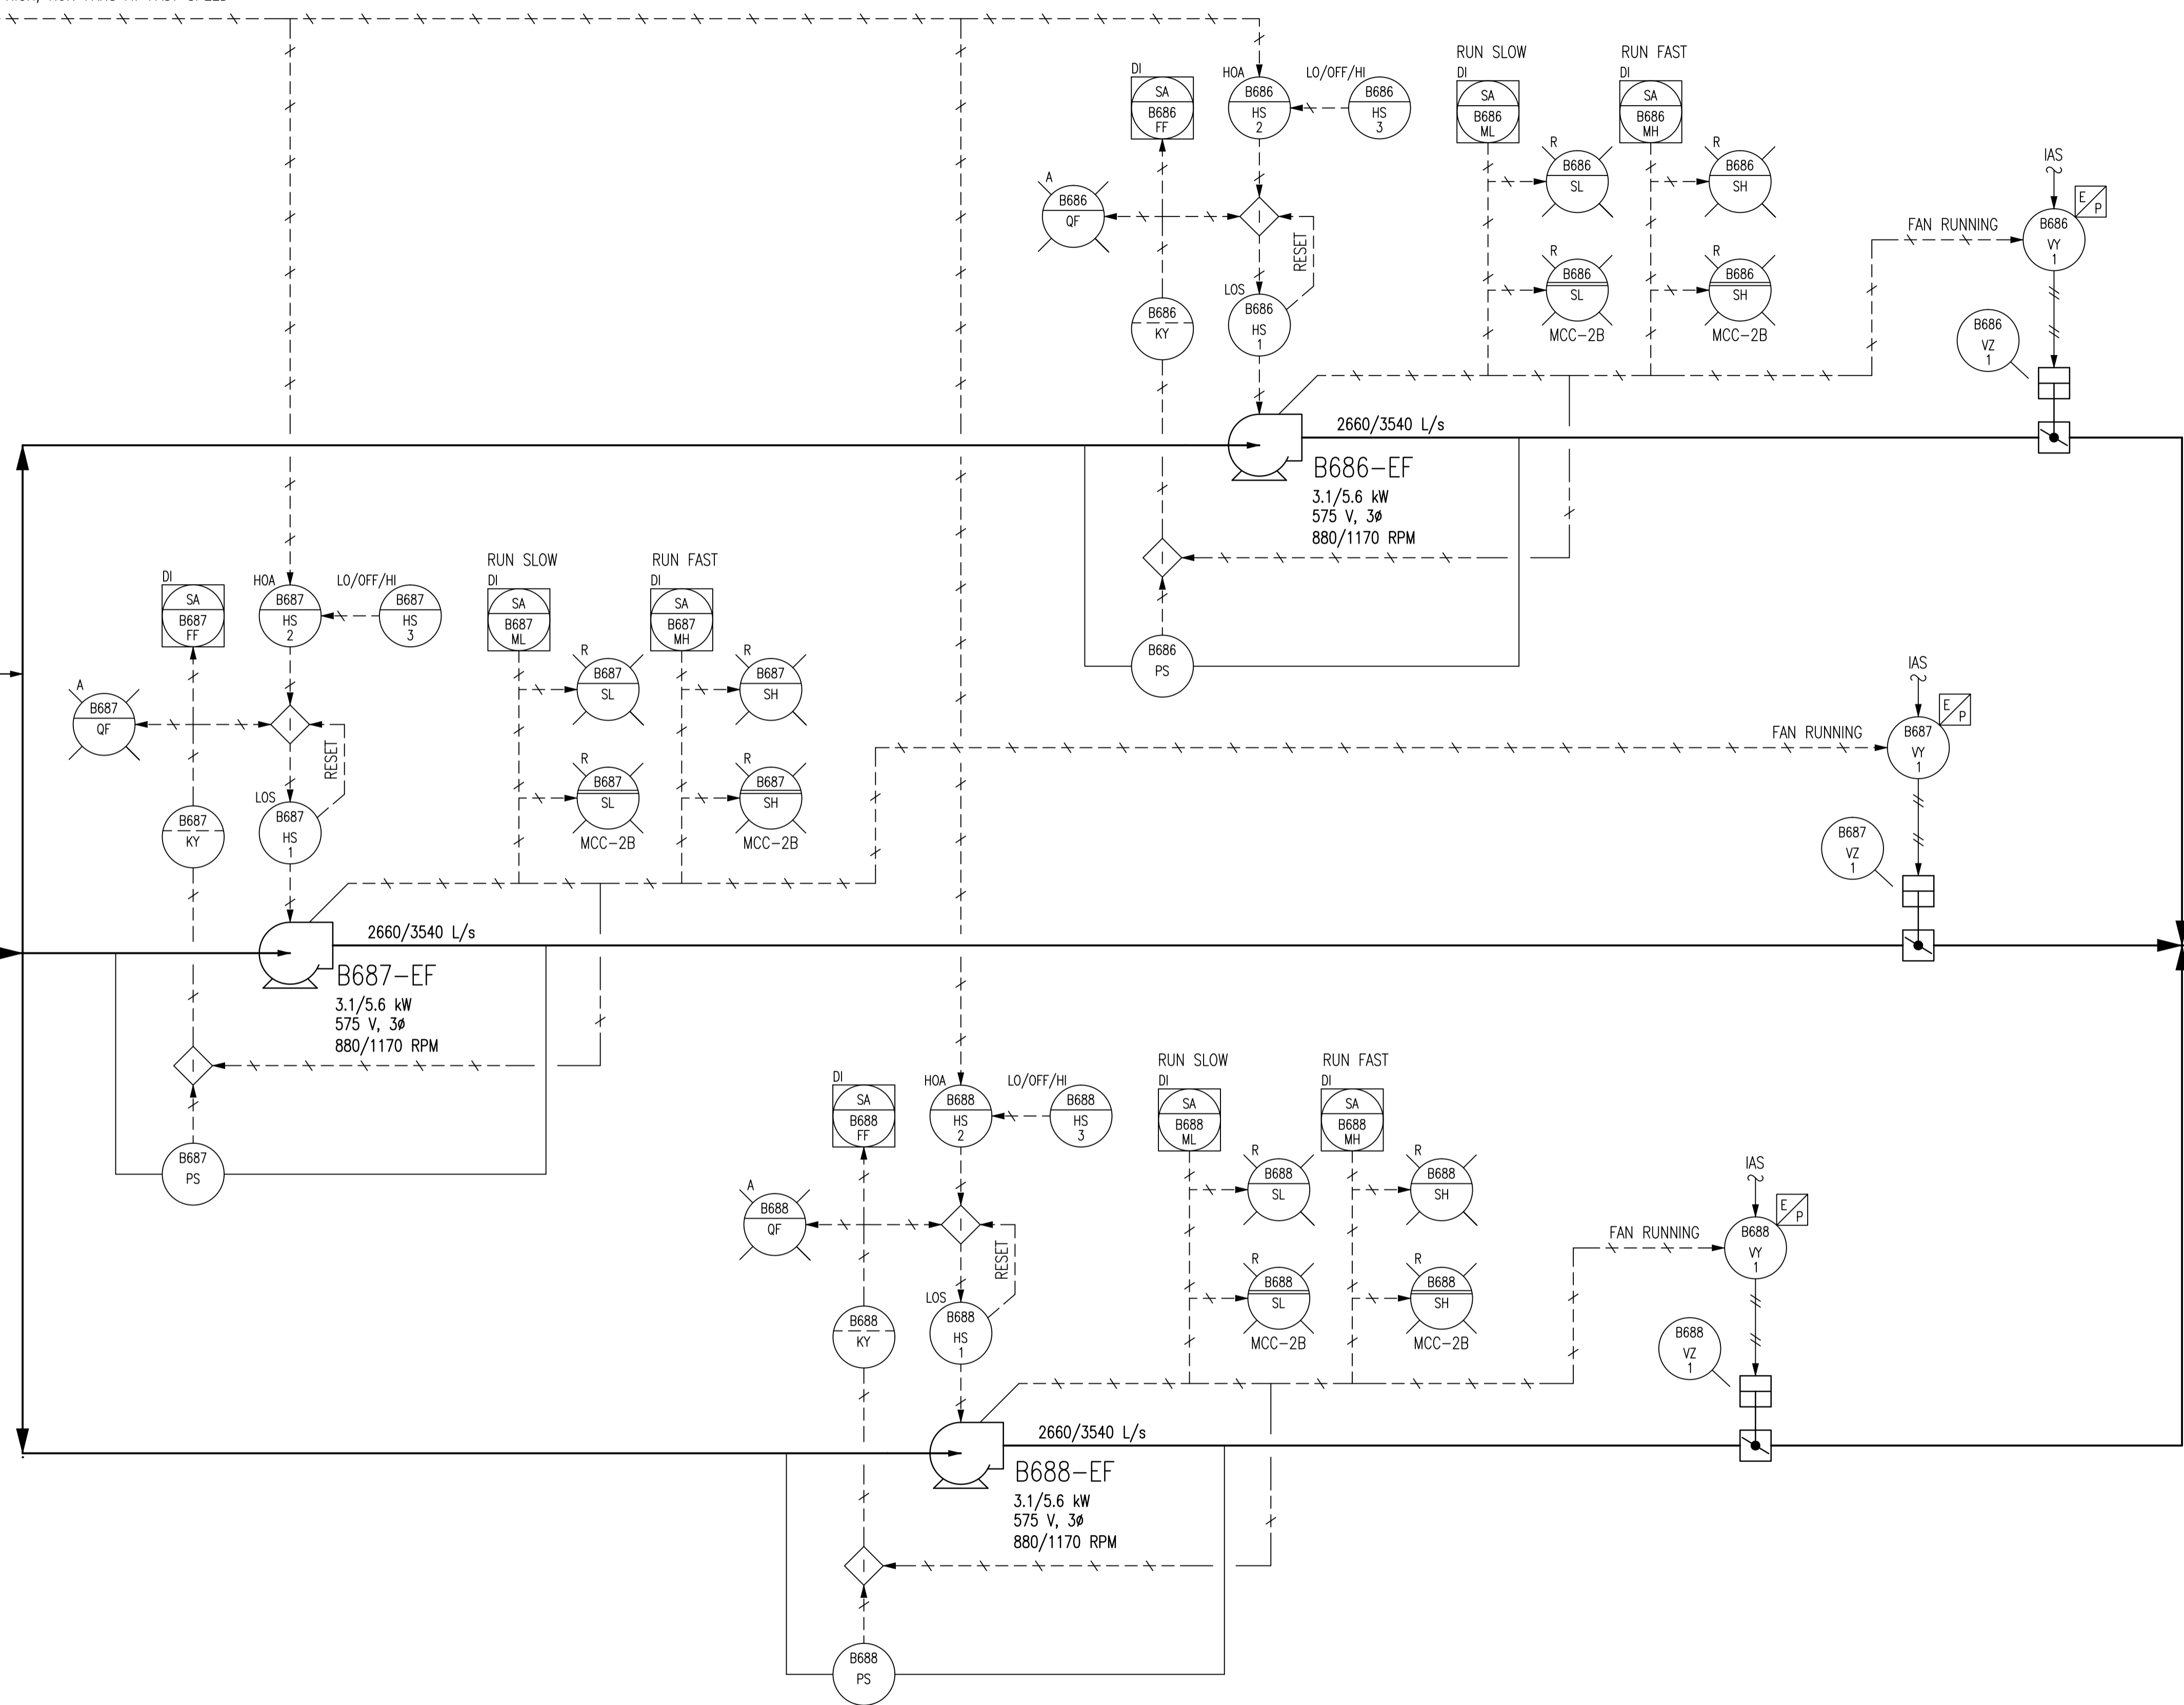 RUN SLOW
RUN FAST
DI
SA
B686
FF
HOA
B686
HS
2
LO/OFF/HI
B686
HS
3
DI
SA
B686
ML
DI
SA
B686
MH
R
B686
SL
R
B686
SH
A
B686
QF
RESET
R
B686
SL
MCC-2B
R
B686
SH
MCC-2B
B686
KY
LOS
B686
HS
1
FAN RUNNING
IAS
E
P
B686
VY
1
B686
VZ
1
2660/3540 L/s
B686-EF
3.1/5.6 kW
575 V, 3ø
880/1170 RPM
B686
PS
RUN SLOW
RUN FAST
DI
SA
B687
FF
HOA
B687
HS
2
LO/OFF/HI
B687
HS
3
DI
SA
B687
ML
DI
SA
B687
MH
R
B687
SL
R
B687
SH
A
B687
QF
RESET
R
B687
SL
MCC-2B
R
B687
SH
MCC-2B
B687
KY
LOS
B687
HS
1
FAN RUNNING
IAS
E
P
B687
VY
1
B687
VZ
1
2660/3540 L/s
B687-EF
3.1/5.6 kW
575 V, 3ø
880/1170 RPM
B687
PS
RUN SLOW
RUN FAST
DI
SA
B688
FF
HOA
B688
HS
2
LO/OFF/HI
B688
HS
3
DI
SA
B688
ML
DI
SA
B688
MH
R
B688
SL
R
B688
SH
A
B688
QF
RESET
R
B688
SL
MCC-2B
R
B688
SH
MCC-2B
B688
KY
LOS
B688
HS
1
FAN RUNNING
IAS
E
P
B688
VY
1
B688
VZ
1
2660/3540 L/s
B688-EF
3.1/5.6 kW
575 V, 3ø
880/1170 RPM
B688
PS